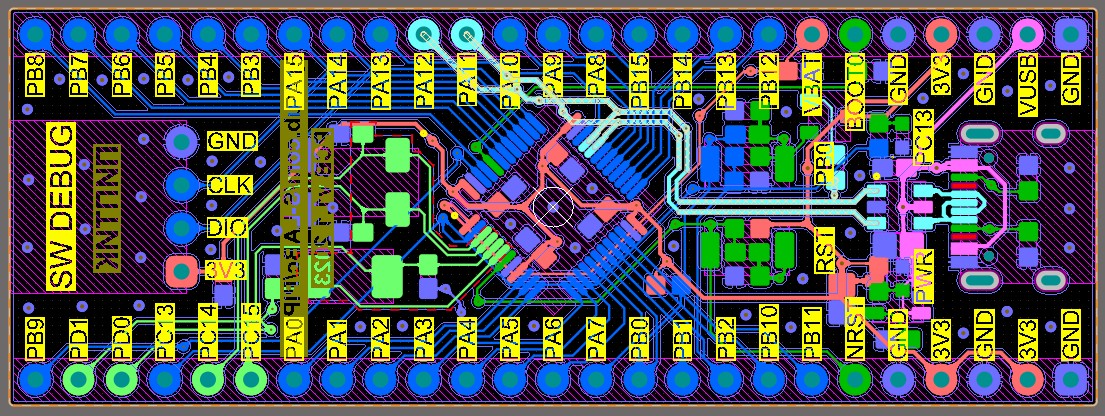 PB8
PB7
PB6
PB5
PB4
PB3
PA15
PA14
PA13
PA12
PA11
PA10
PA9
PA8
PB15
PB14
PB13
PB12
VBAT
BOOT0
GND
3V3
GND
VUSB
GND
SW DEBUG
GND
CLK
DIO
3V3
PB9
PC13
RST
PWR
PB9
PD1
PD0
PC13
PC14
PC15
PA0
PA1
PA2
PA3
PA4
PA5
PA6
PA7
PB0
PB1
PB2
PB10
PB11
NRST
GND
3V3
GND
3V3
GND